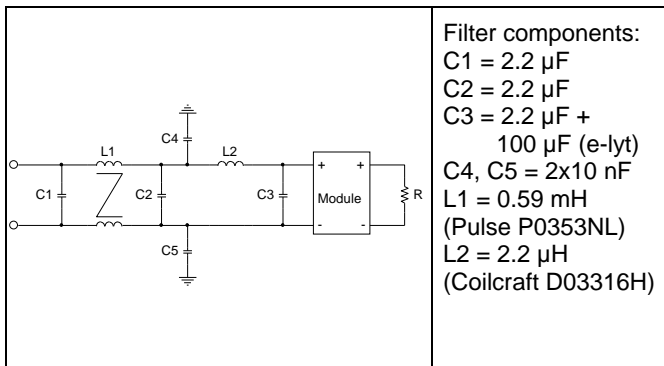 C4
L1
L2
C1
C2
C3
+ +
Module
- -
R
C5
Filter components:
C1 = 2.2 µF
C2 = 2.2 µF
C3 = 2.2 µF +
100 µF (e-lyt)
C4, C5 = 2x10 nF
L1 = 0.59 mH
(Pulse P0353NL)
L2 = 2.2 µH
(Coilcraft D03316H)